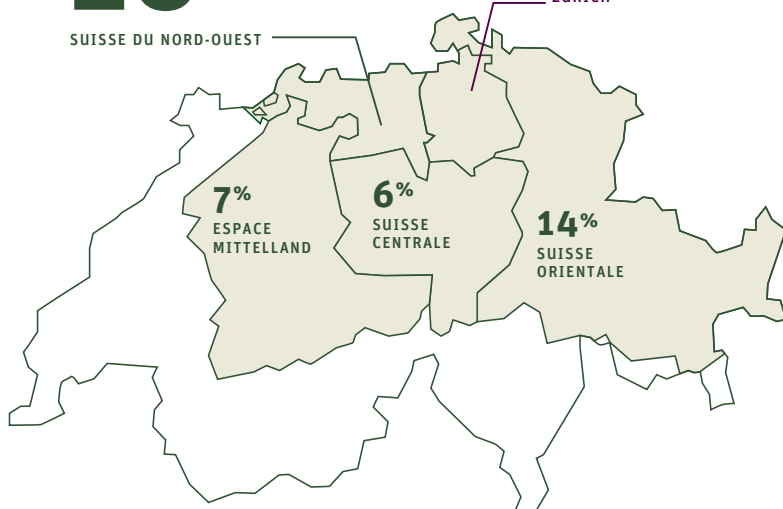 SUISSE DU NORD-OUEST
7%
ESPACE
MITTELLAND
6%
SUISSE
CENTRALE
14%
SUISSE
ORIENTALE